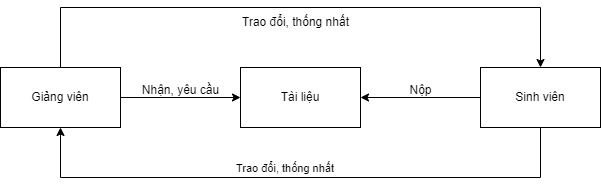 Trao đổi, thống nhất
Giảng viên
Nhận, yêu cầu
Tài liệu
Nộp
Sinh viên
Trao đổi, thống nhất